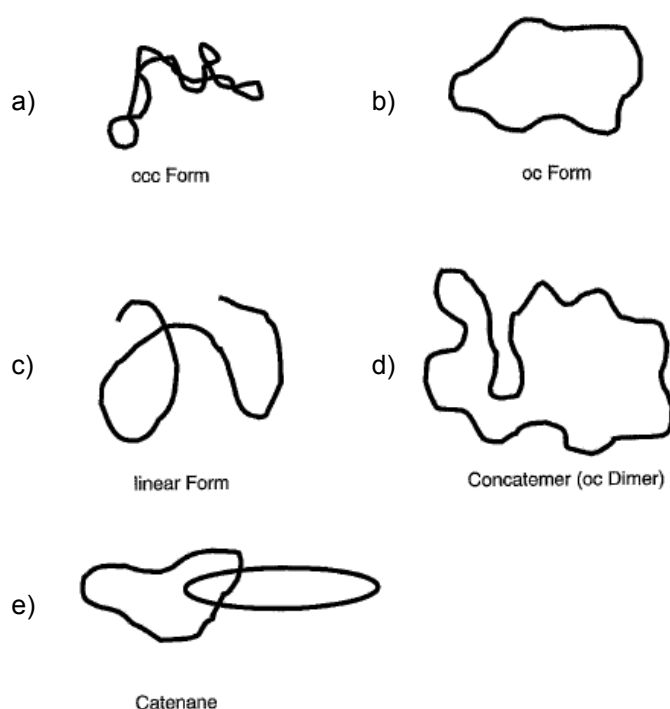 a)
ccc Form
b)
oc Form
c)
linear Form
d)
Concatemer (oc Dimer)
e)
Catenane